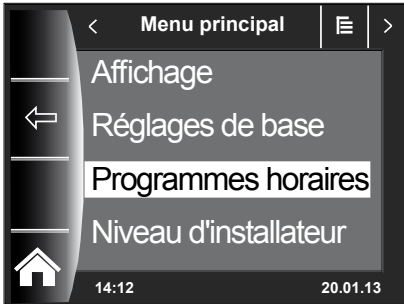 < Menu principal >
Affichage
Réglages de base
Programmes horaires
Niveau d'installateur
14:12 20.01.13